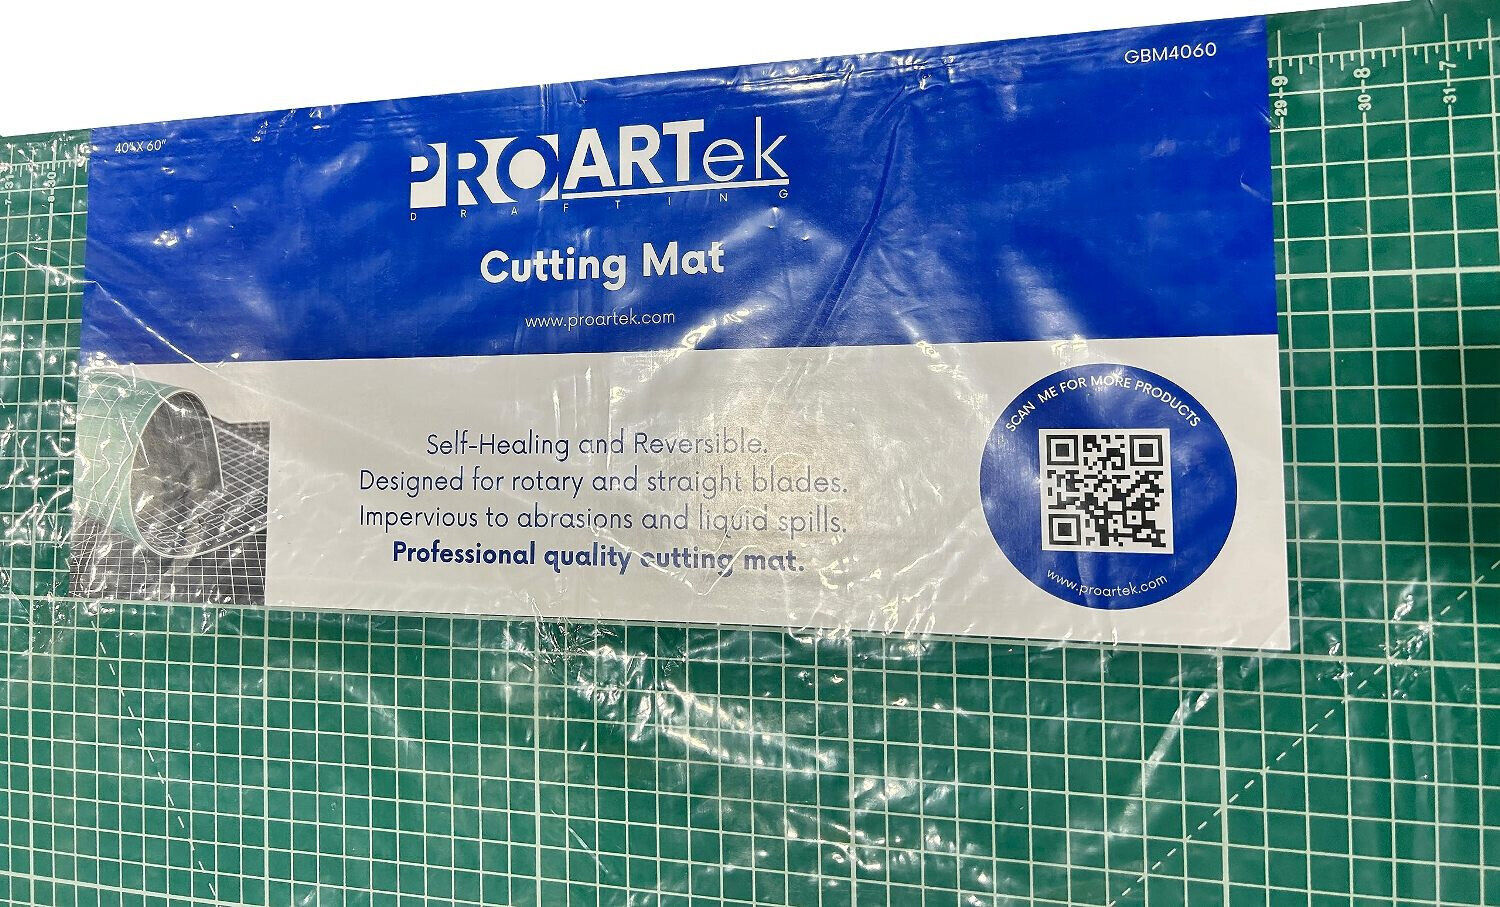 GBM4060
40" X 60"
PROARTek
DRAFTING
Cutting Mat
www.proartek.com
Self-Healing and Reversible.
Designed for rotary and straight blades.
Impervious to abrasions and liquid spills.
Professional quality cutting mat.
SCAN ME FOR MORE PRODUCTS
www.proartek.com
29-9
30-8
31-7